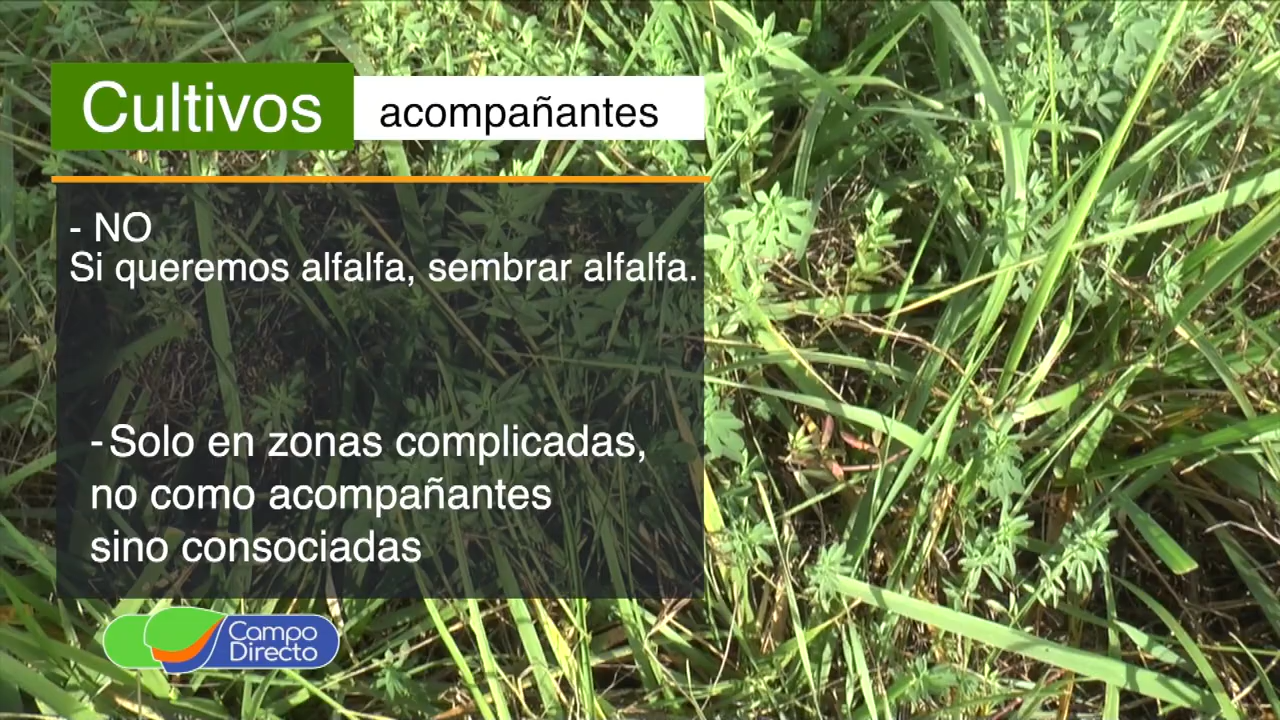 Cultivos acompañantes
- NO
Si queremos alfalfa, sembrar alfalfa.
- Solo en zonas complicadas,
no como acompañantes
sino consociadas
Campo
Directo